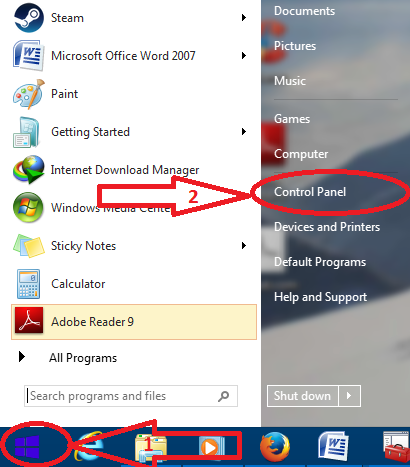 Steam
Microsoft Office Word 2007
Paint
Getting Started
Internet Download Manager
Windows Media Center
Sticky Notes
Calculator
Adobe Reader 9
All Programs
Search programs and files
Documents
Pictures
Music
Games
Computer
Control Panel
Devices and Printers
Default Programs
Help and Support
Shut down
2
1